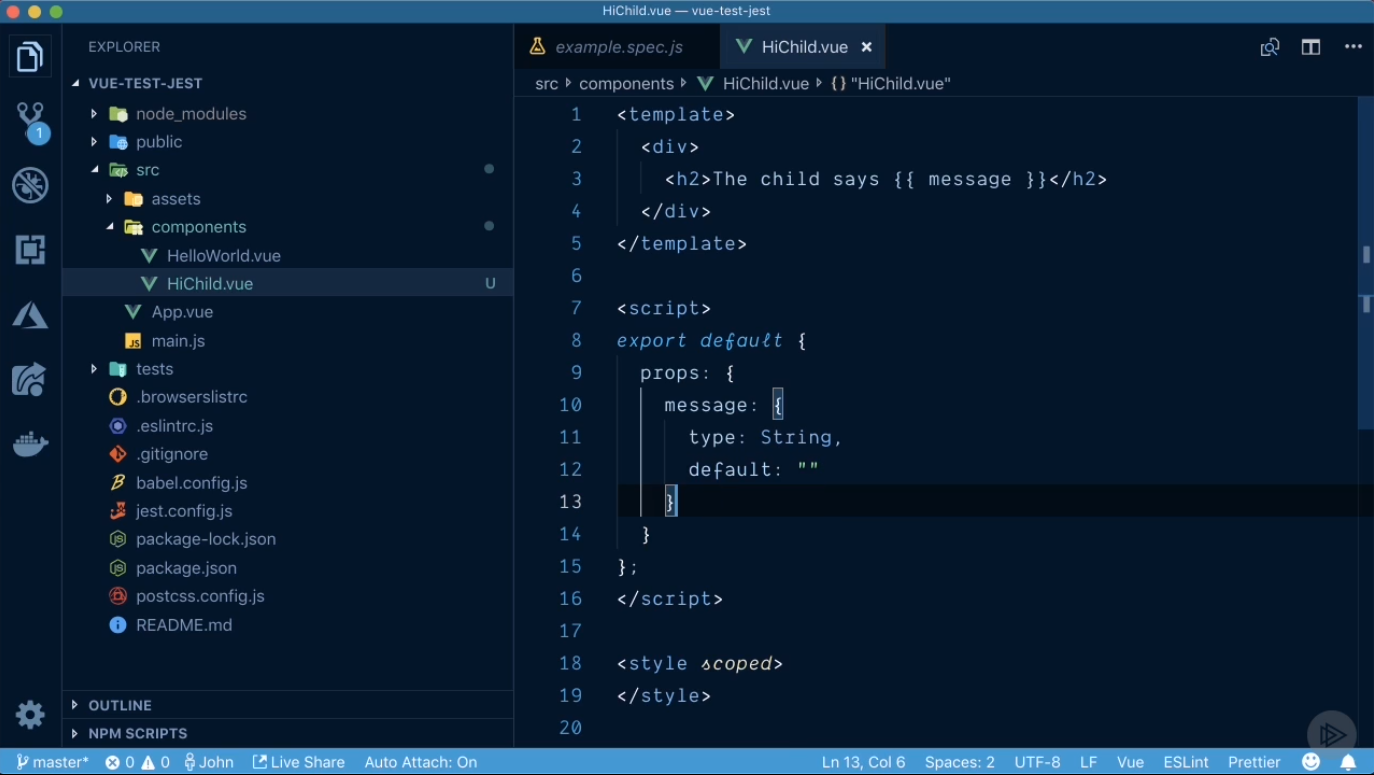 HiChild.vue — vue-test-jest
EXPLORER
VUE-TEST-JEST
node_modules
public
src
assets
components
HelloWorld.vue
HiChild.vue U
App.vue
JS main.js
tests
.browserslistrc
.eslintrc.js
.gitignore
babel.config.js
jest.config.js
package-lock.json
package.json
postcss.config.js
README.md
OUTLINE
NPM SCRIPTS
1
example.spec.js
HiChild.vue ×
src components HiChild.vue {} "HiChild.vue"
1 <template>
2 <div>
3 <h2>The child says {{ message }}</h2>
4 </div>
5 </template>
6
7 <script>
8 export default {
9 props: {
10 message: {
11 type: String,
12 default: ""
13 }
14 }
15 };
16 </script>
17
18 <style scoped>
19 </style>
20
master* 0 0 John Live Share Auto Attach: On Ln 13, Col 6 Spaces: 2 UTF-8 LF Vue ESLint Prettier